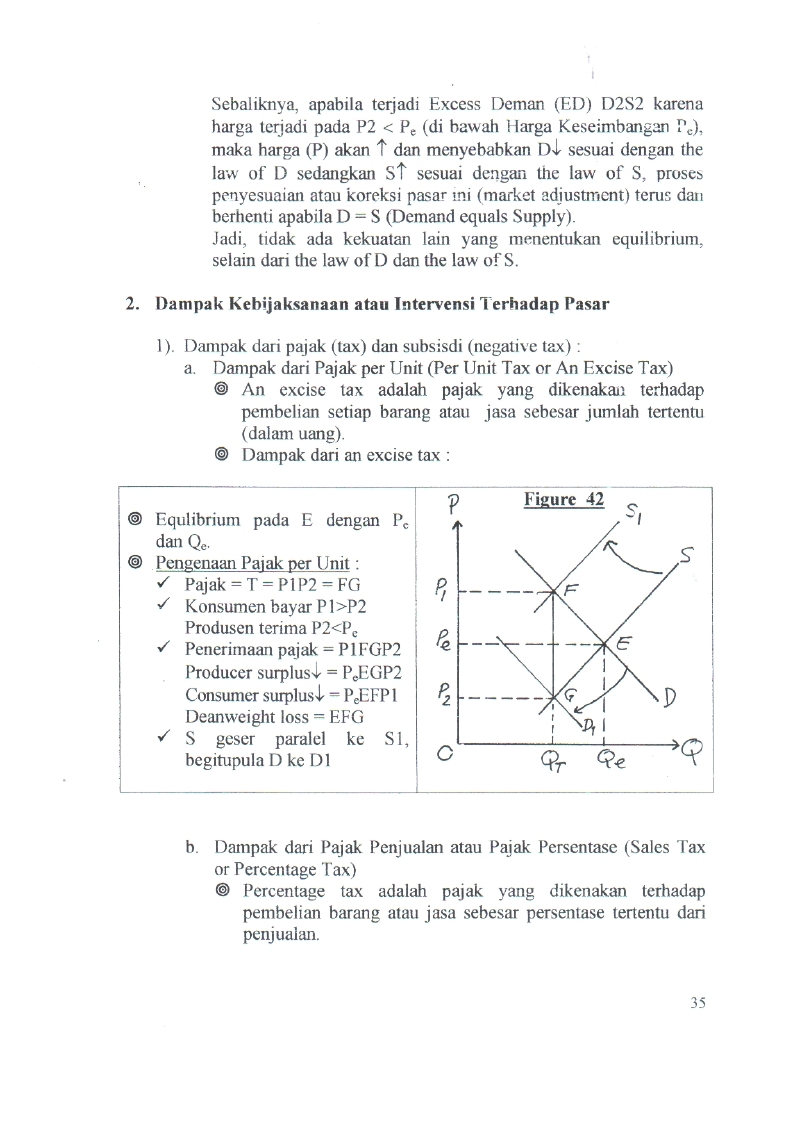 Sebaliknya, apabila terjadi Excess Deman (ED) D2S2 karena
harga terjadi pada P2 < Pe (di bawah Harga Keseimbangan Pe),
maka harga (P) akan ↑ dan menyebabkan D↓ sesuai dengan the
law of D sedangkan S↑ sesuai dengan the law of S, proses
penyesuaian atau koreksi pasar ini (market adjustment) terus dan
berhenti apabila D = S (Demand equals Supply).
Jadi, tidak ada kekuatan lain yang menentukan equilibrium,
selain dari the law of D dan the law of S.
2. Dampak Kebijaksanaan atau Intervensi Terhadap Pasar
1). Dampak dari pajak (tax) dan subsisdi (negative tax) :
a. Dampak dari Pajak per Unit (Per Unit Tax or An Excise Tax)
◎ An excise tax adalah pajak yang dikenakan terhadap
pembelian setiap barang atau jasa sebesar jumlah tertentu
(dalam uang).
◎ Dampak dari an excise tax :
◎ Equlibrium pada E dengan Pe
dan Qe.
◎ Pengenaan Pajak per Unit :
✓ Pajak = T = P1P2 = FG
✓ Konsumen bayar P1>P2
Produsen terima P2<Pe
✓ Penerimaan pajak = P1FGP2
Producer surplus↓ = PeEGP2
Consumer surplus↓ = PeEFP1
Deanweight loss = EFG
✓ S geser paralel ke S1,
begitupula D ke D1
Figure 42
P
S1
S
P1
F
Pe
E
P2
G
D
D1
O
QT
Qe
Q
b. Dampak dari Pajak Penjualan atau Pajak Persentase (Sales Tax
or Percentage Tax)
◎ Percentage tax adalah pajak yang dikenakan terhadap
pembelian barang atau jasa sebesar persentase tertentu dari
penjualan.
35